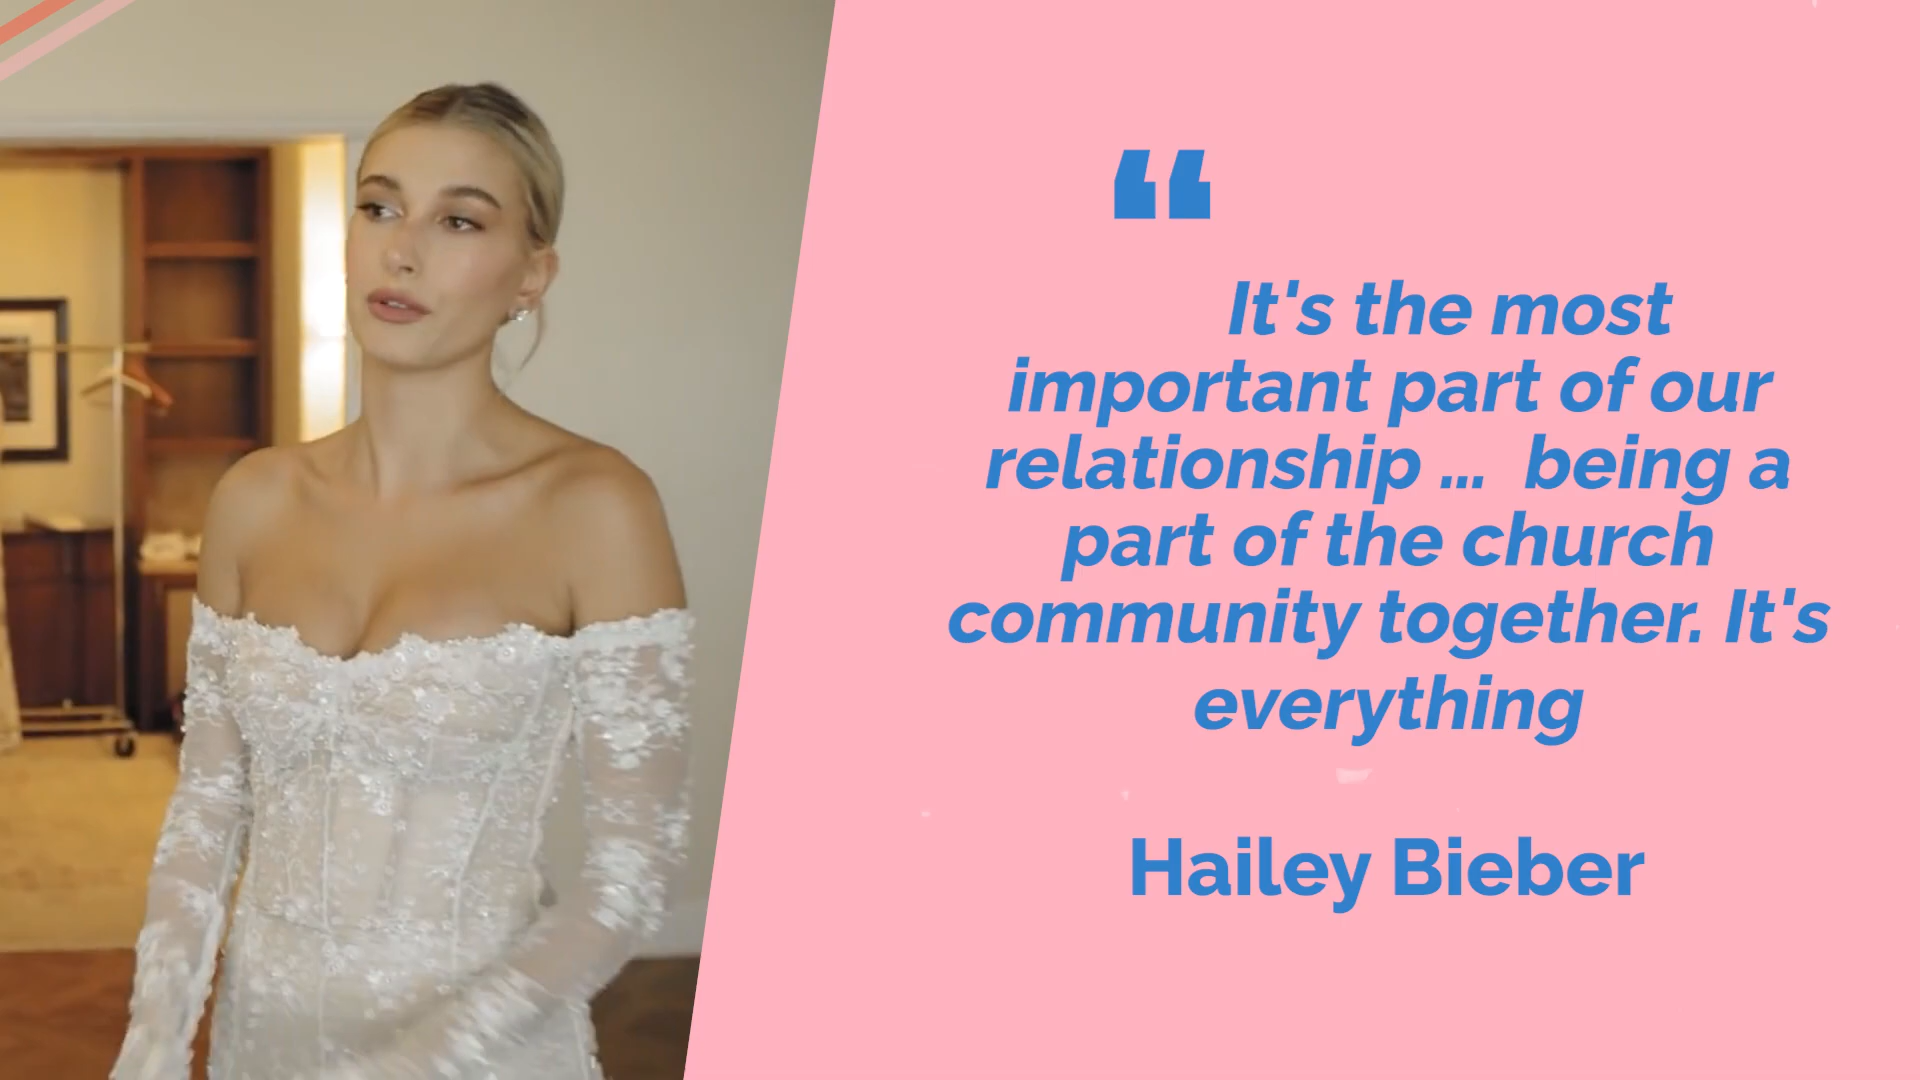 “
It's the most
important part of our
relationship ... being a
part of the church
community together. It's
everything
Hailey Bieber